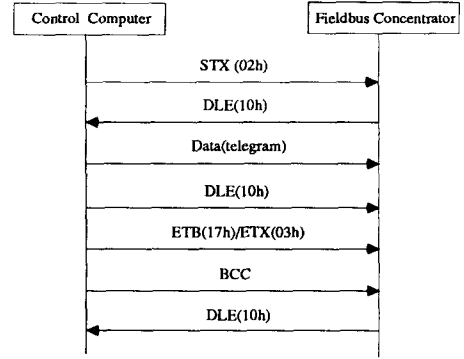 Control Computer
Fieldbus Concentrator
STX (02h)
DLE(10h)
Data(telegram)
DLE(10h)
ETB(17h)/ETX(03h)
BCC
DLE(10h)